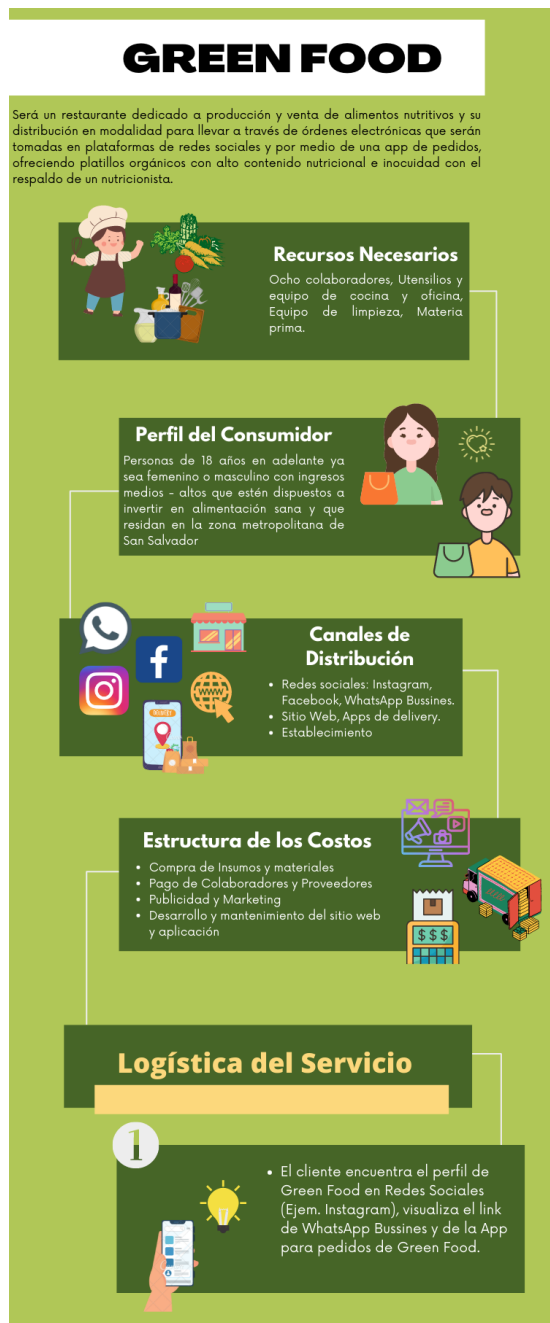 GREEN FOOD
Será un restaurante dedicado a producción y venta de alimentos nutritivos y su
distribución en modalidad para llevar a través de órdenes electrónicas que serán
tomadas en plataformas de redes sociales y por medio de una app de pedidos,
ofreciendo platillos orgánicos con alto contenido nutricional e inocuidad con el
respaldo de un nutricionista.
Recursos Necesarios
Ocho colaboradores, Utensilios y
equipo de cocina y oficina,
Equipo de limpieza, Materia
prima.
Perfil del Consumidor
Personas de 18 años en adelante ya
sea femenino o masculino con ingresos
medios - altos que estén dispuestos a
invertir en alimentación sana y que
residan en la zona metropolitana de
San Salvador
WWW
Canales de
Distribución
• Redes sociales: Instagram,
Facebook, WhatsApp Bussines.
• Sitio Web, Apps de delivery.
• Establecimiento
Estructura de los Costos
• Compra de Insumos y materiales
• Pago de Colaboradores y Proveedores
• Publicidad y Marketing
• Desarrollo y mantenimiento del sitio web
y aplicación
$$$
Logística del Servicio
1
• El cliente encuentra el perfil de
Green Food en Redes Sociales
(Ejem. Instagram), visualiza el link
de WhatsApp Bussines y de la App
para pedidos de Green Food.